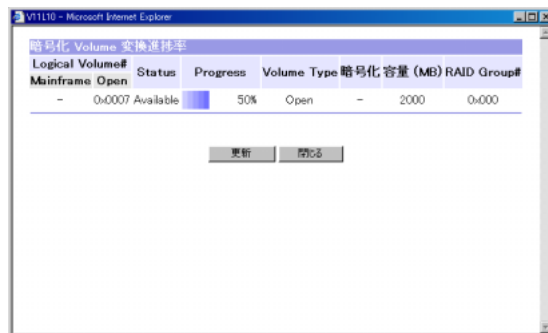 V11L10 - Microsoft Internet Explorer
暗号化 Volume 変換進捗率
Logical Volume# Status Progress Volume Type 暗号化 容量 (MB) RAID Group#
Mainframe Open
- 0x0007 Available 50% Open - 2000 0x000
更新 閉じる